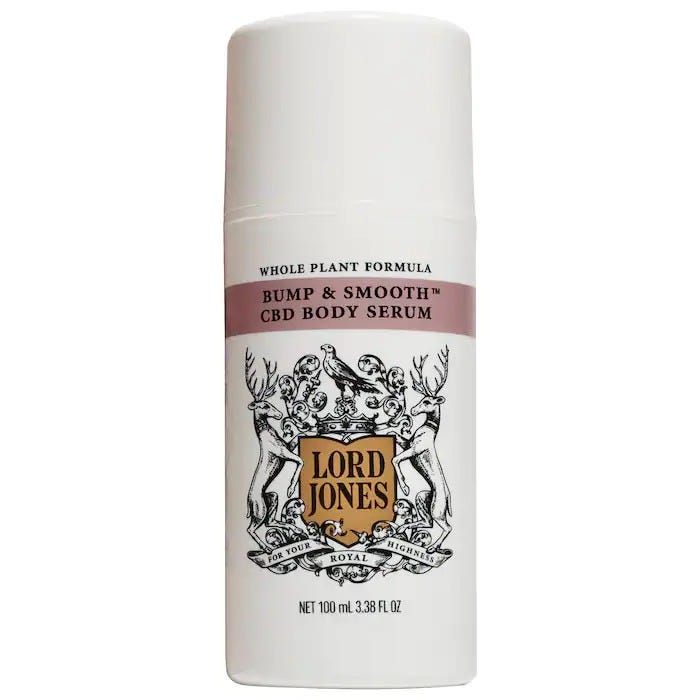 WHOLE PLANT FORMULA
BUMP & SMOOTH™
CBD BODY SERUM
LORD
JONES
FOR YOUR ROYAL HIGHNESS
NET 100 mL 3.38 FL OZ